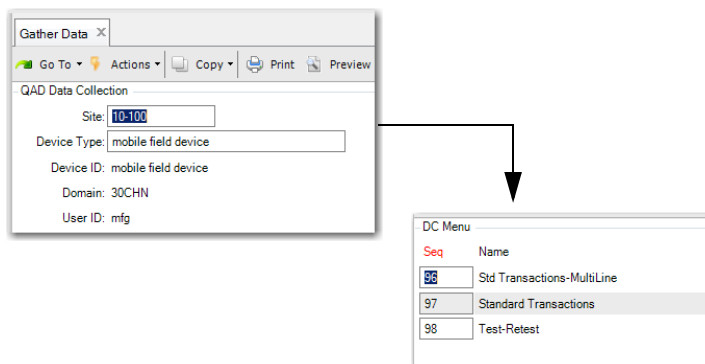 Gather Data X
Go To Actions Copy Print Preview
QAD Data Collection
Site: 10-100
Device Type: mobile field device
Device ID: mobile field device
Domain: 30CHN
User ID: mfg
DC Menu
Seq Name
96 Std Transactions-MultiLine
97 Standard Transactions
98 Test-Retest